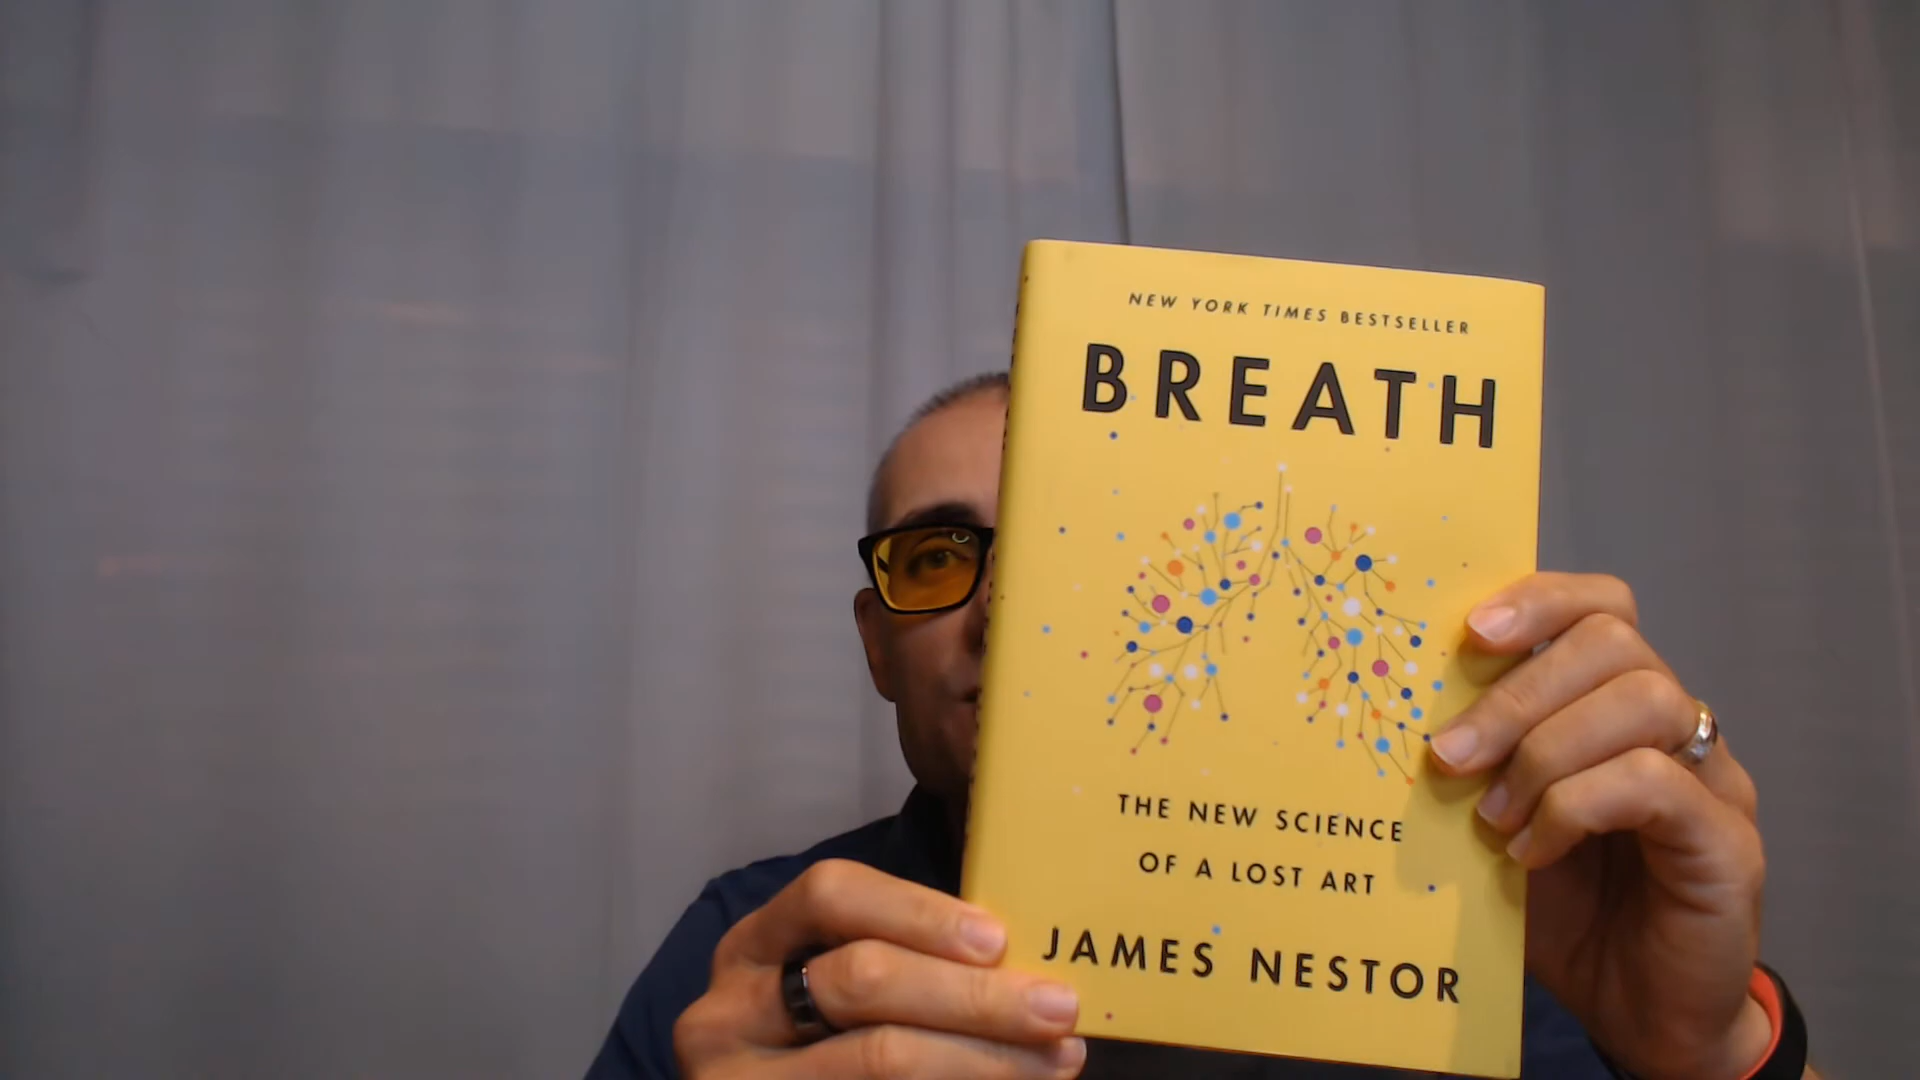 NEW YORK TIMES BESTSELLER
BREATH
THE NEW SCIENCE
OF A LOST ART
JAMES NESTOR